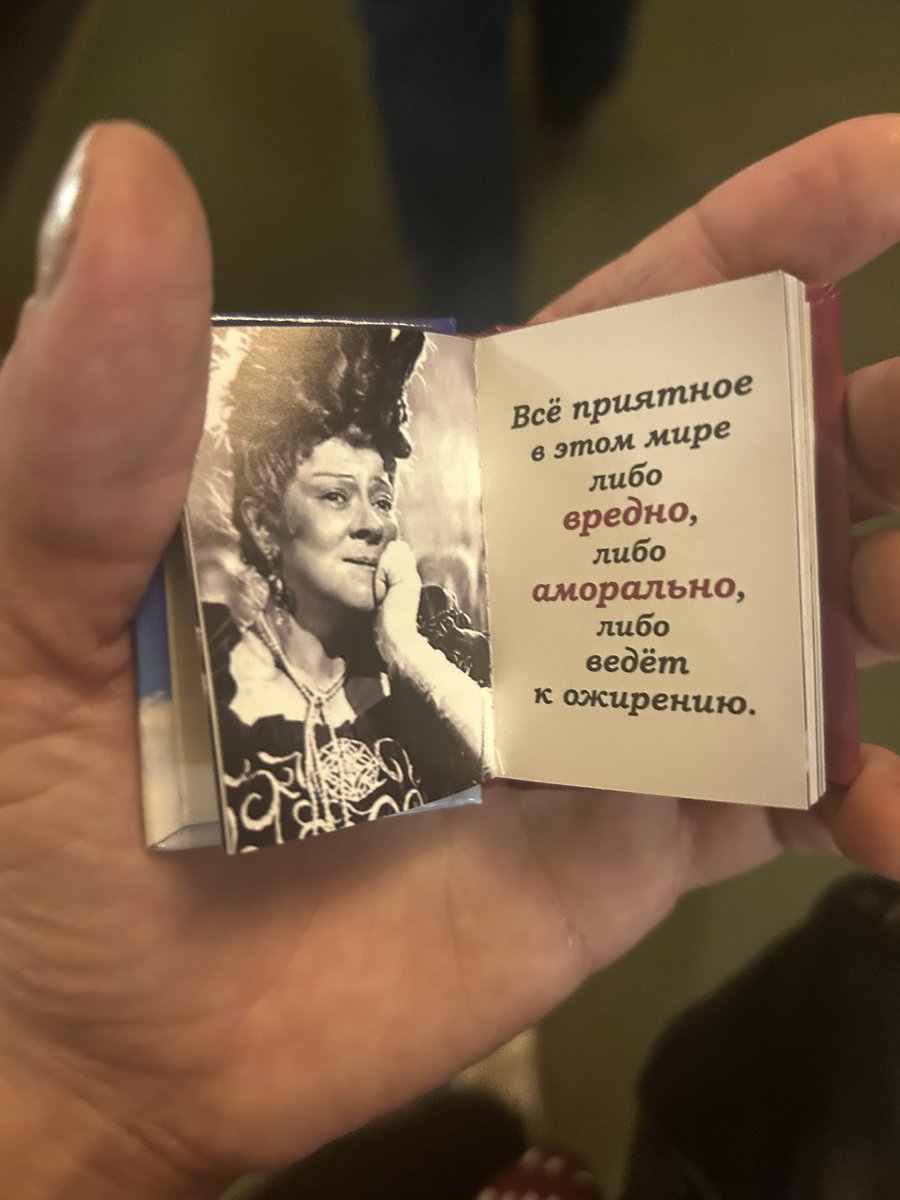 Всё приятное
в этом мире
либо
вредно,
либо
аморально,
либо
ведёт
к ожирению.